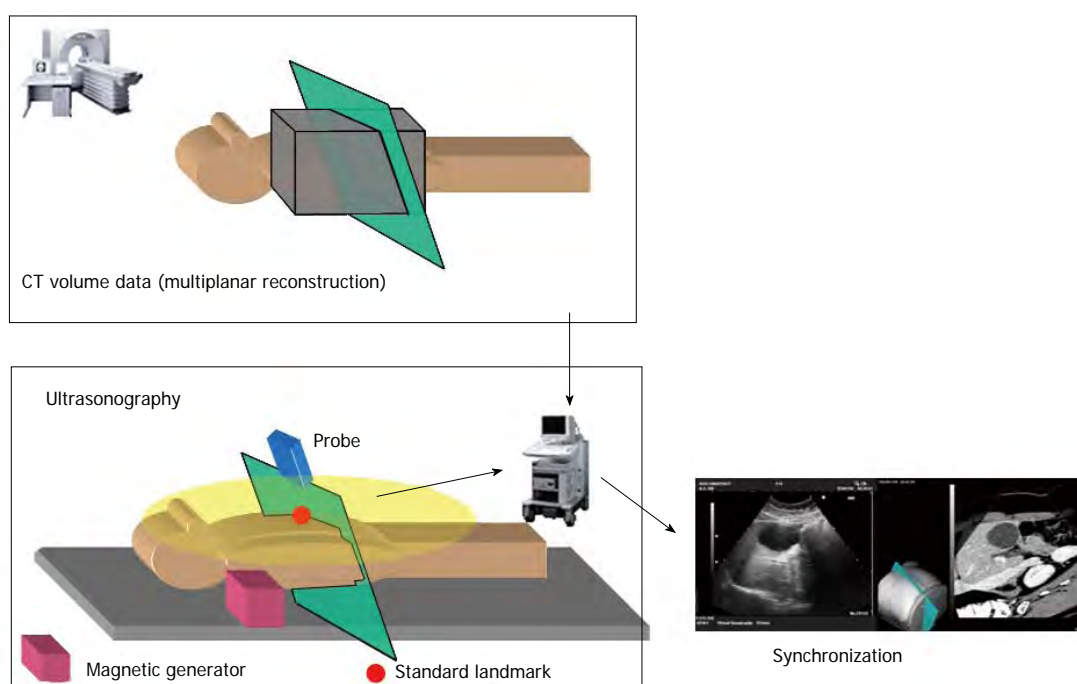 CT volume data (multiplanar reconstruction)
Ultrasonography
Probe
Magnetic generator
Standard landmark
Synchronization